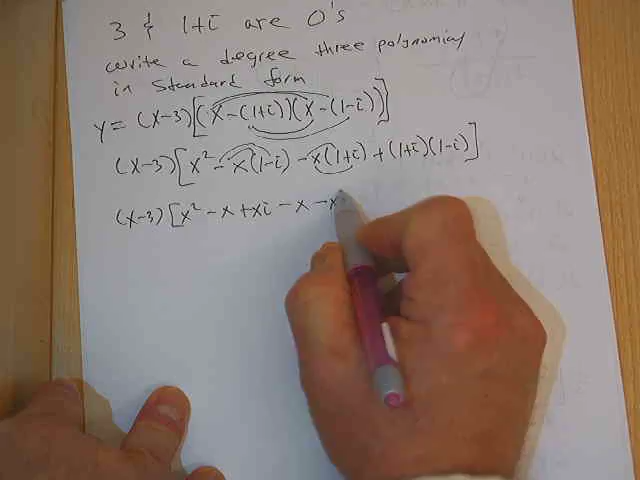 3 & 1+i are 0's
write a degree three polynomial
in standard form
y = (x-3)[(x-(1+i))(x-(1-i))]
(x-3)[x² - x(1-i) - x(1+i) + (1+i)(1-i)]
(x-3)[x² - x + xi - x - x